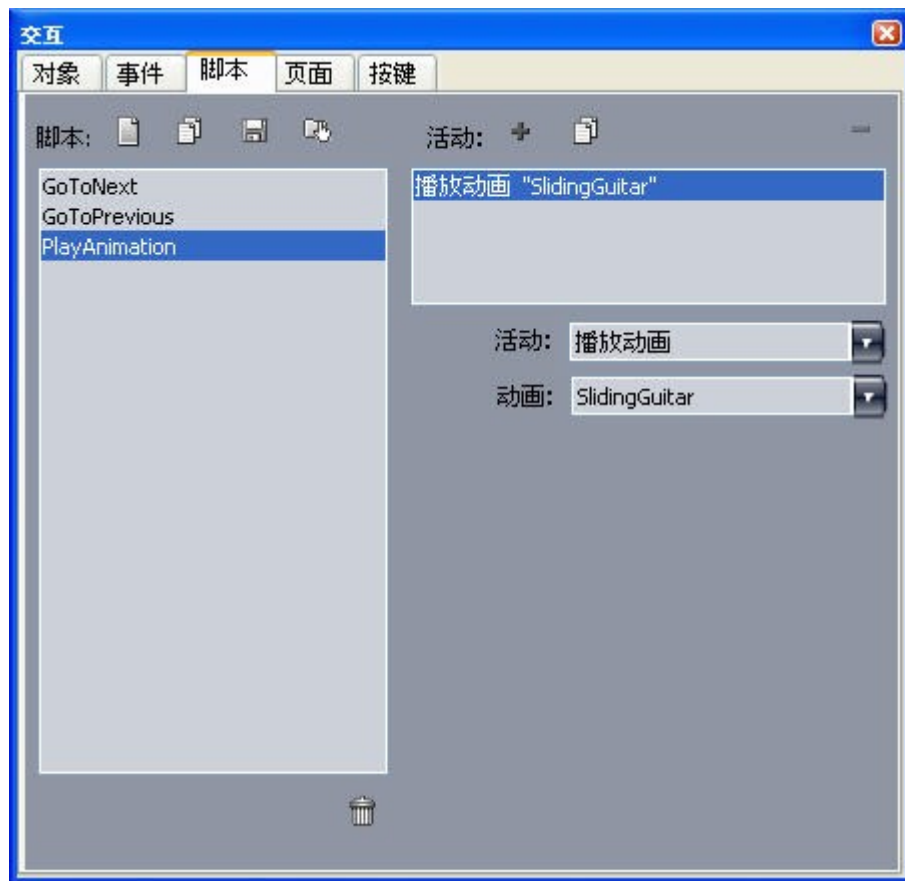 交互
对象 事件 脚本 页面 按键
脚本: 活动:
GoToNext
GoToPrevious
PlayAnimation
播放动画 "SlidingGuitar"
活动: 播放动画
动画: SlidingGuitar